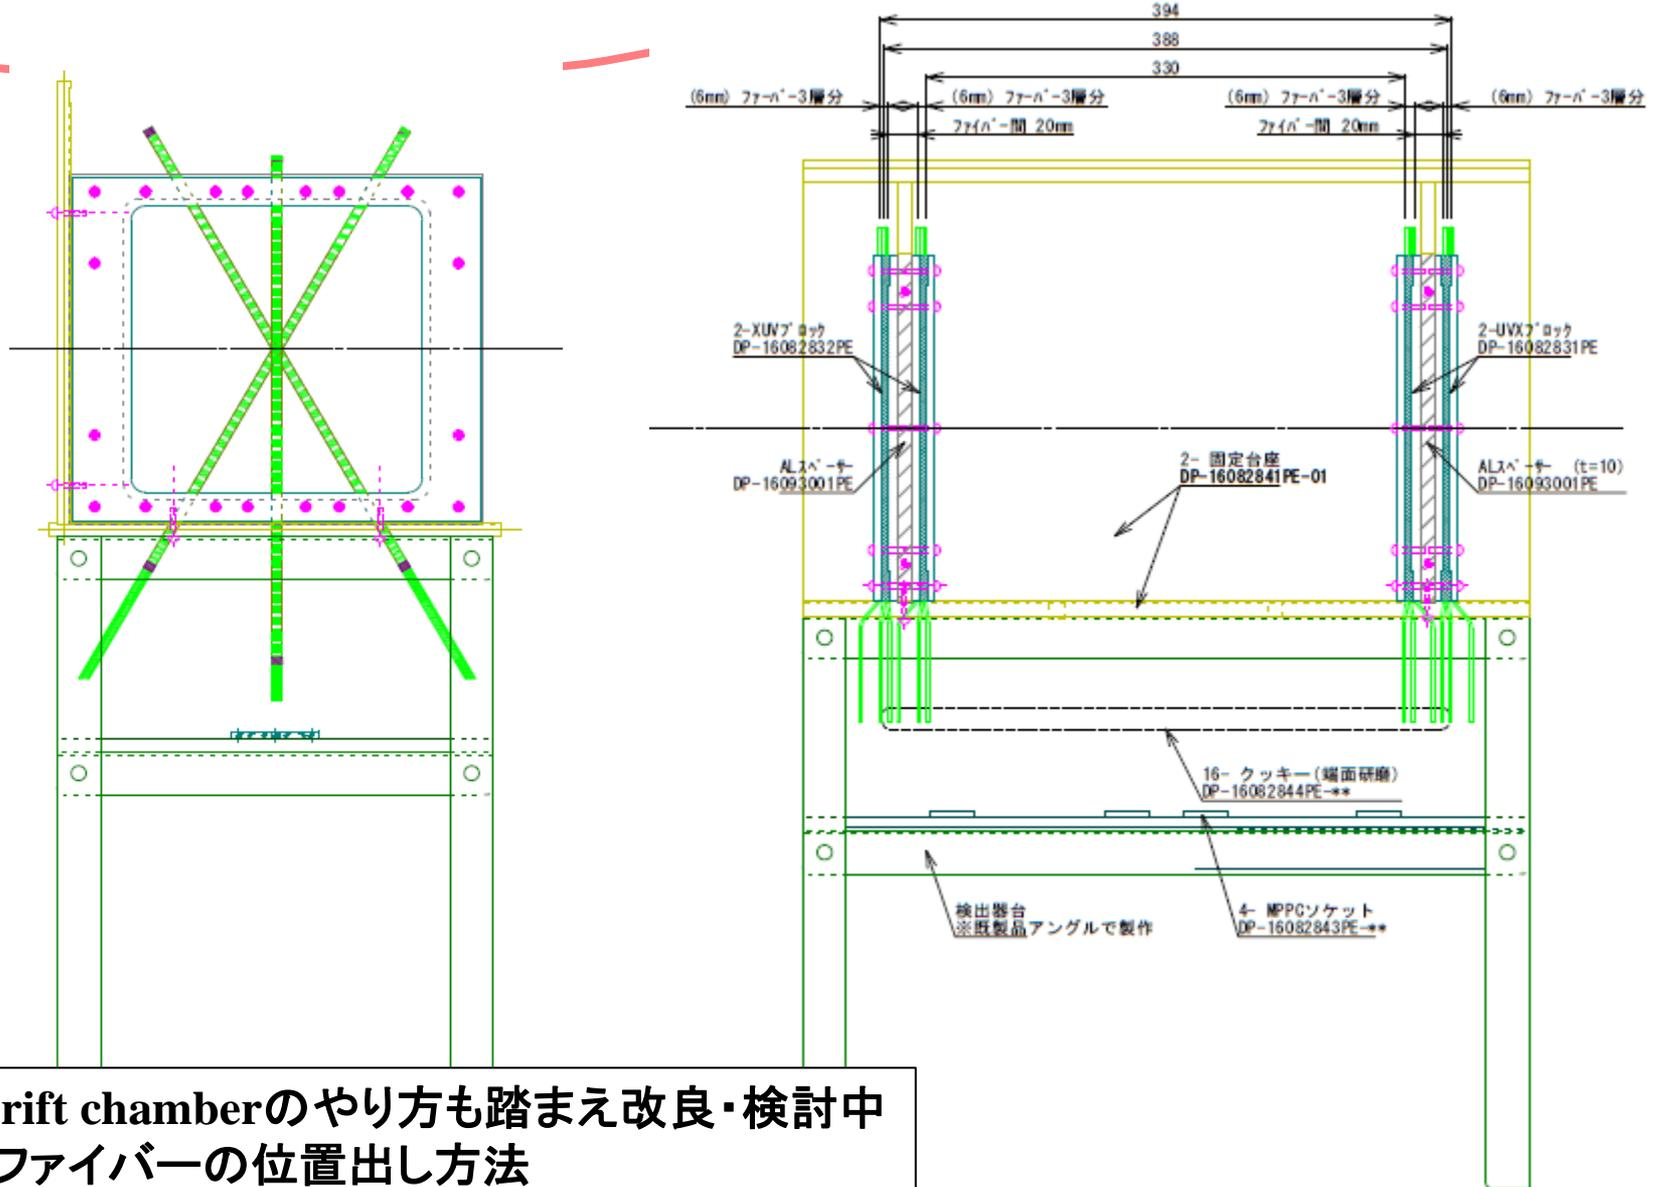 394
388
330
(6mm) ファーバー3層分
(6mm) ファーバー3層分
(6mm) ファーバー3層分
(6mm) ファーバー3層分
ファイバー間 20mm
ファイバー間 20mm
2-XUVブロック
DP-16082832PE
2-UVXブロック
DP-16082831PE
2- 固定台座
DP-16082841PE-01
ALスペーサー
DP-16093001PE
ALスペーサー (t=10)
DP-16093001PE
16- クッキー(端面研磨)
DP-16082844PE-**
検出器台
※既製品アングルで製作
4- MPPCソケット
DP-16082843PE-**
rift chamberのやり方も踏まえ改良・検討中
ファイバーの位置出し方法